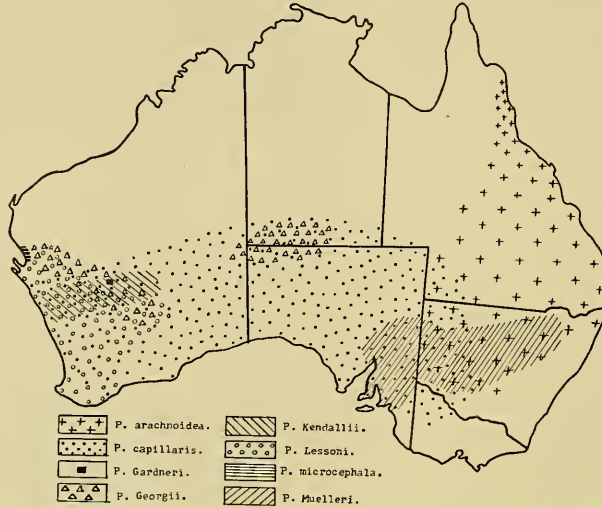 P. arachnoidea.
P. capillaris.
P. Gardneri.
P. Georgii.
P. Kendallii.
P. Lessoni.
P. microcephala.
P. Muelleri.